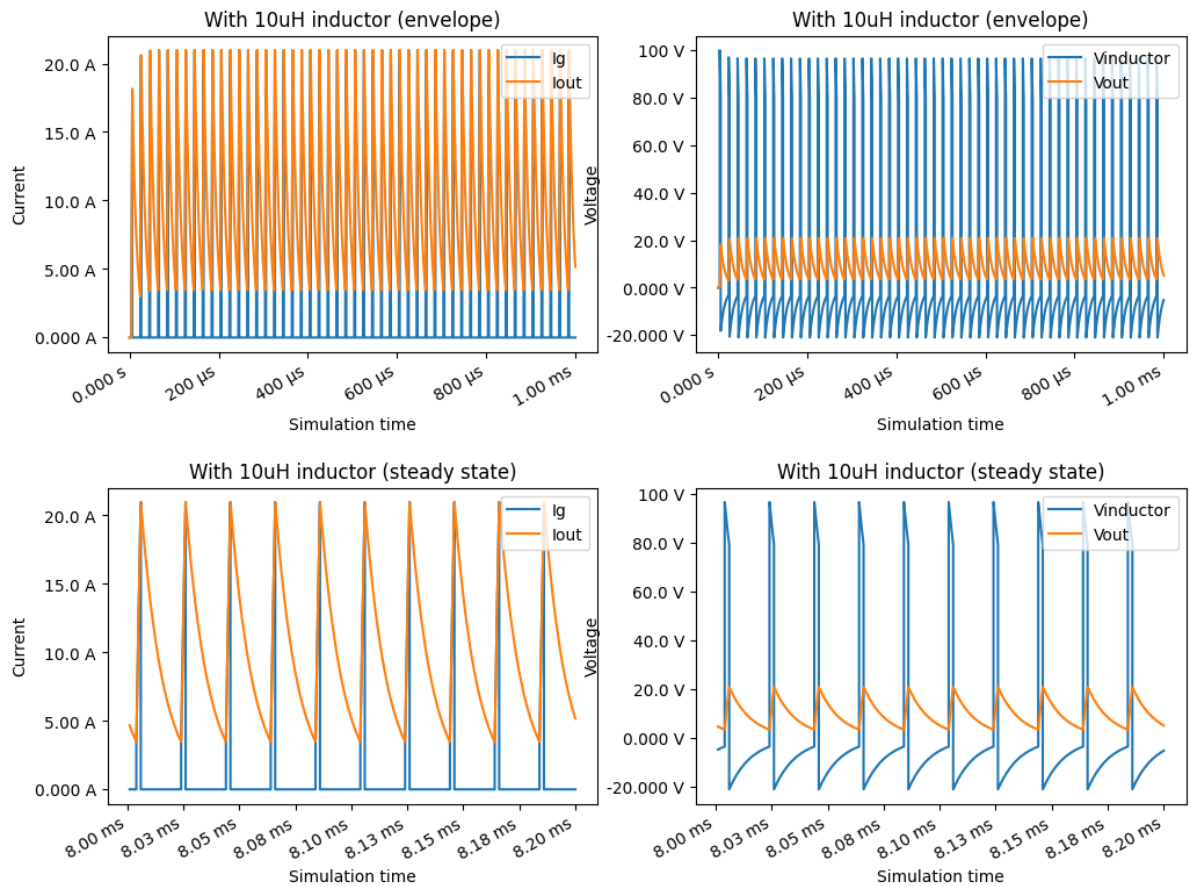 With 10uH inductor (envelope)
20.0 A
15.0 A
10.0 A
5.00 A
0.000 A
Current
Ig
Iout
0.000 s
200 µs
400 µs
600 µs
800 µs
1.00 ms
Simulation time
With 10uH inductor (envelope)
100 V
80.0 V
60.0 V
40.0 V
20.0 V
0.000 V
-20.000 V
Voltage
Vinductor
Vout
0.000 s
200 µs
400 µs
600 µs
800 µs
1.00 ms
Simulation time
With 10uH inductor (steady state)
20.0 A
15.0 A
10.0 A
5.00 A
0.000 A
Current
Ig
Iout
8.00 ms
8.03 ms
8.05 ms
8.08 ms
8.10 ms
8.13 ms
8.15 ms
8.18 ms
8.20 ms
Simulation time
With 10uH inductor (steady state)
100 V
80.0 V
60.0 V
40.0 V
20.0 V
0.000 V
-20.000 V
Voltage
Vinductor
Vout
8.00 ms
8.03 ms
8.05 ms
8.08 ms
8.10 ms
8.13 ms
8.15 ms
8.18 ms
8.20 ms
Simulation time